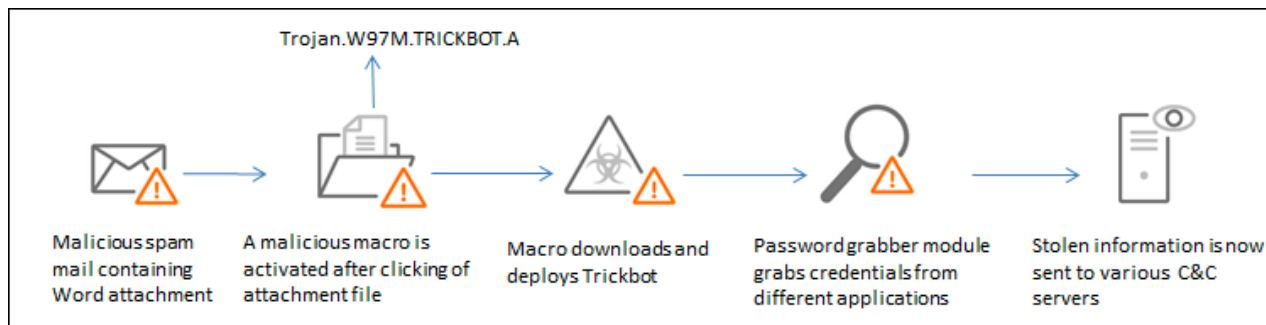 Trojan.W97M.TRICKBOT.A
Malicious spam
mail containing
Word attachment
A malicious macro is
activated after clicking of
attachment file
Macro downloads and
deploys Trickbot
Password grabber module
grabs credentials from
different applications
Stolen information is now
sent to various C&C
servers